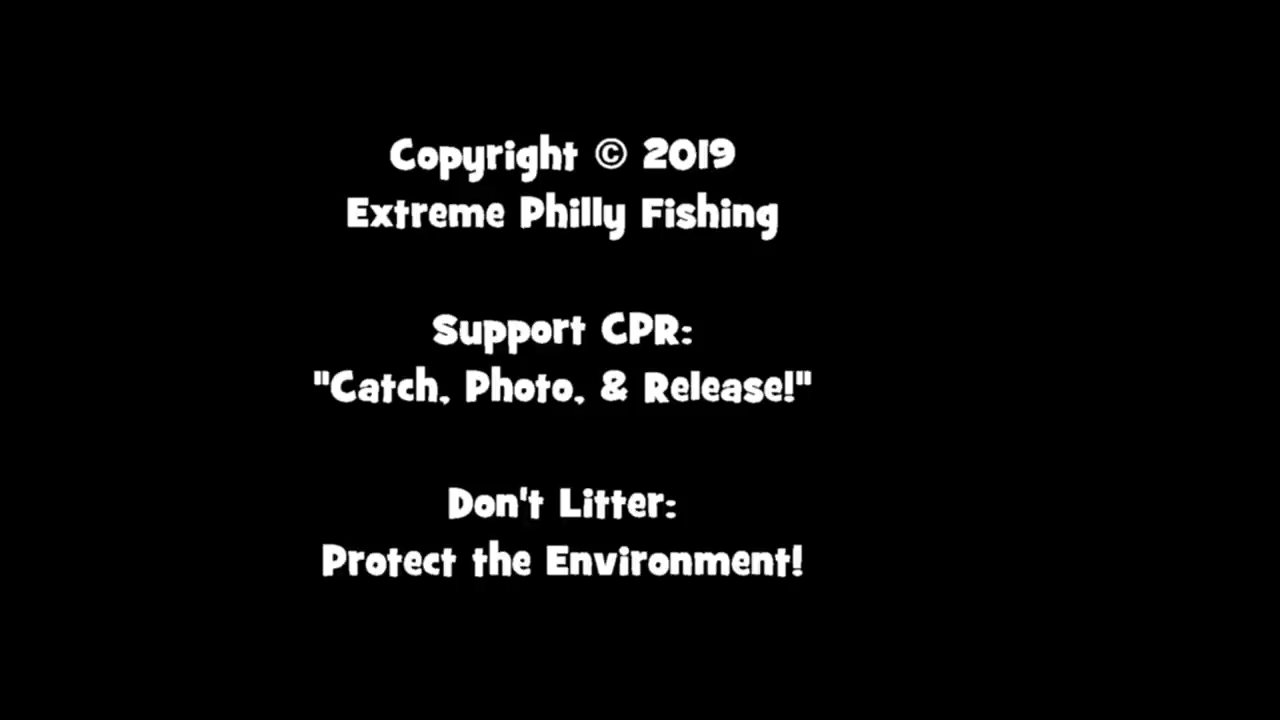 Copyright © 2019
Extreme Philly Fishing
Support CPR:
"Catch, Photo, & Release!"
Don't Litter:
Protect the Environment!